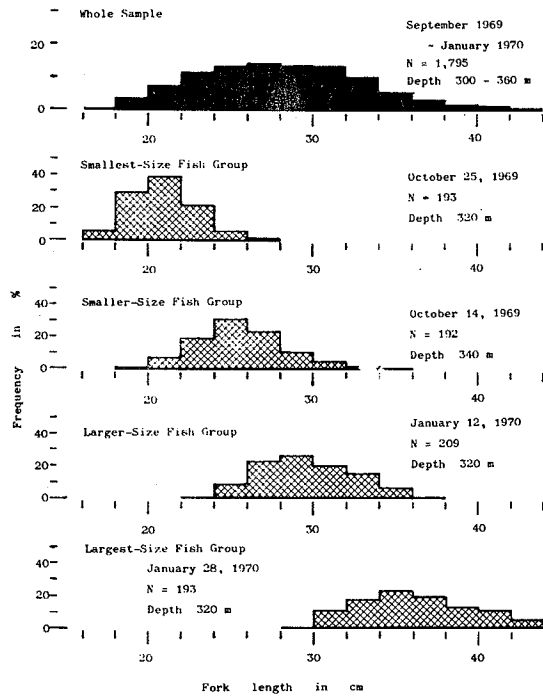 Whole Sample
September 1969
~ January 1970
N = 1,795
Depth 300 - 360 m
20
0
20 30 40
Smallest-Size Fish Group
October 25, 1969
N = 193
Depth 320 m
40
20
0
20 30 40
Smaller-Size Fish Group
October 14, 1969
N = 192
Depth 340 m
40
20
0
20 30 40
Larger-Size Fish Group
January 12, 1970
N = 209
Depth 320 m
40
20
0
20 30 40
Largest-Size Fish Group
January 28, 1970
N = 193
Depth 320 m
40
20
0
20 30 40
Frequency in %
Fork length in cm